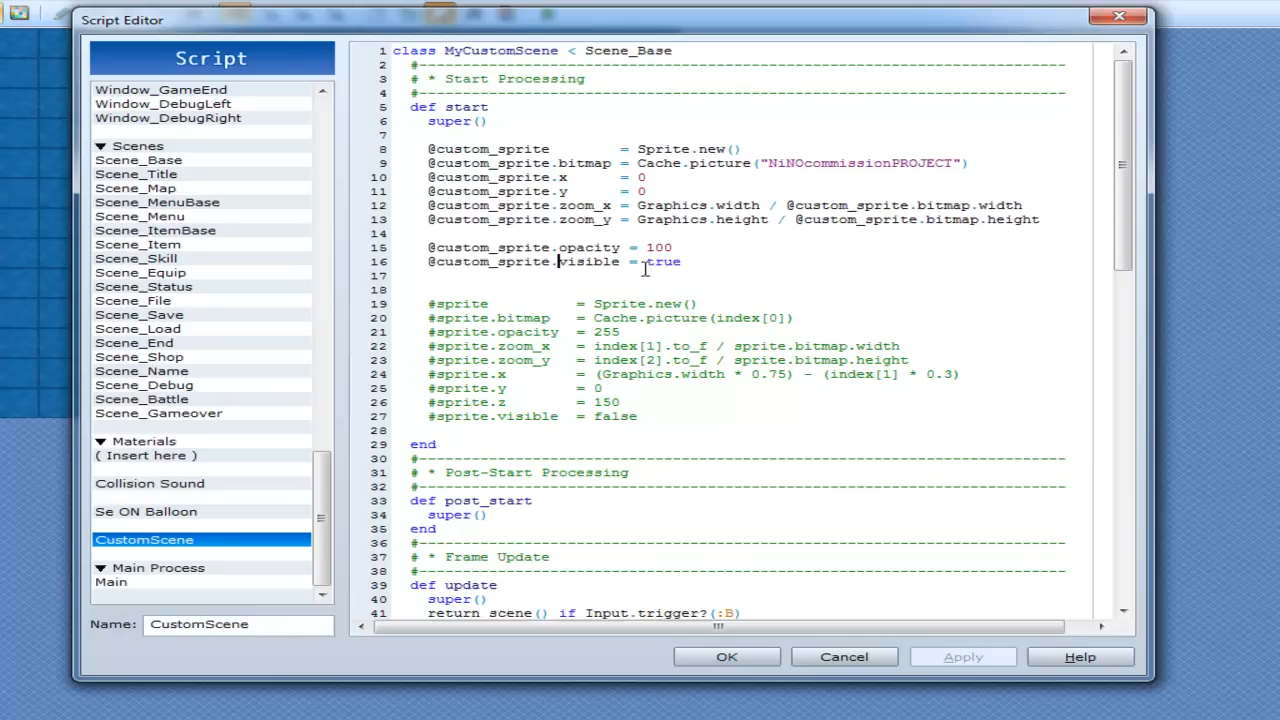 Script Editor
Script
Window_GameEnd
Window_DebugLeft
Window_DebugRight
▼ Scenes
Scene_Base
Scene_Title
Scene_Map
Scene_MenuBase
Scene_Menu
Scene_ItemBase
Scene_Item
Scene_Skill
Scene_Equip
Scene_Status
Scene_File
Scene_Save
Scene_Load
Scene_End
Scene_Shop
Scene_Name
Scene_Debug
Scene_Battle
Scene_Gameover
▼ Materials
( Insert here )
Collision Sound
Se ON Balloon
CustomScene
▼ Main Process
Main
Name: CustomScene
1 class MyCustomScene < Scene_Base
2 #--------------------------------------------------------------------------
3 # * Start Processing
4 #--------------------------------------------------------------------------
5 def start
6 super()
7
8 @custom_sprite = Sprite.new()
9 @custom_sprite.bitmap = Cache.picture("NiNOcommissionPROJECT")
10 @custom_sprite.x = 0
11 @custom_sprite.y = 0
12 @custom_sprite.zoom_x = Graphics.width / @custom_sprite.bitmap.width
13 @custom_sprite.zoom_y = Graphics.height / @custom_sprite.bitmap.height
14
15 @custom_sprite.opacity = 100
16 @custom_sprite.visible = true
17
18
19 #sprite = Sprite.new()
20 #sprite.bitmap = Cache.picture(index[0])
21 #sprite.opacity = 255
22 #sprite.zoom_x = index[1].to_f / sprite.bitmap.width
23 #sprite.zoom_y = index[2].to_f / sprite.bitmap.height
24 #sprite.x = (Graphics.width * 0.75) - (index[1] * 0.3)
25 #sprite.y = 0
26 #sprite.z = 150
27 #sprite.visible = false
28
29 end
30 #--------------------------------------------------------------------------
31 # * Post-Start Processing
32 #--------------------------------------------------------------------------
33 def post_start
34 super()
35 end
36 #--------------------------------------------------------------------------
37 # * Frame Update
38 #--------------------------------------------------------------------------
39 def update
40 super()
41 return scene() if Input.trigger?(:B)
OK
Cancel
Apply
Help